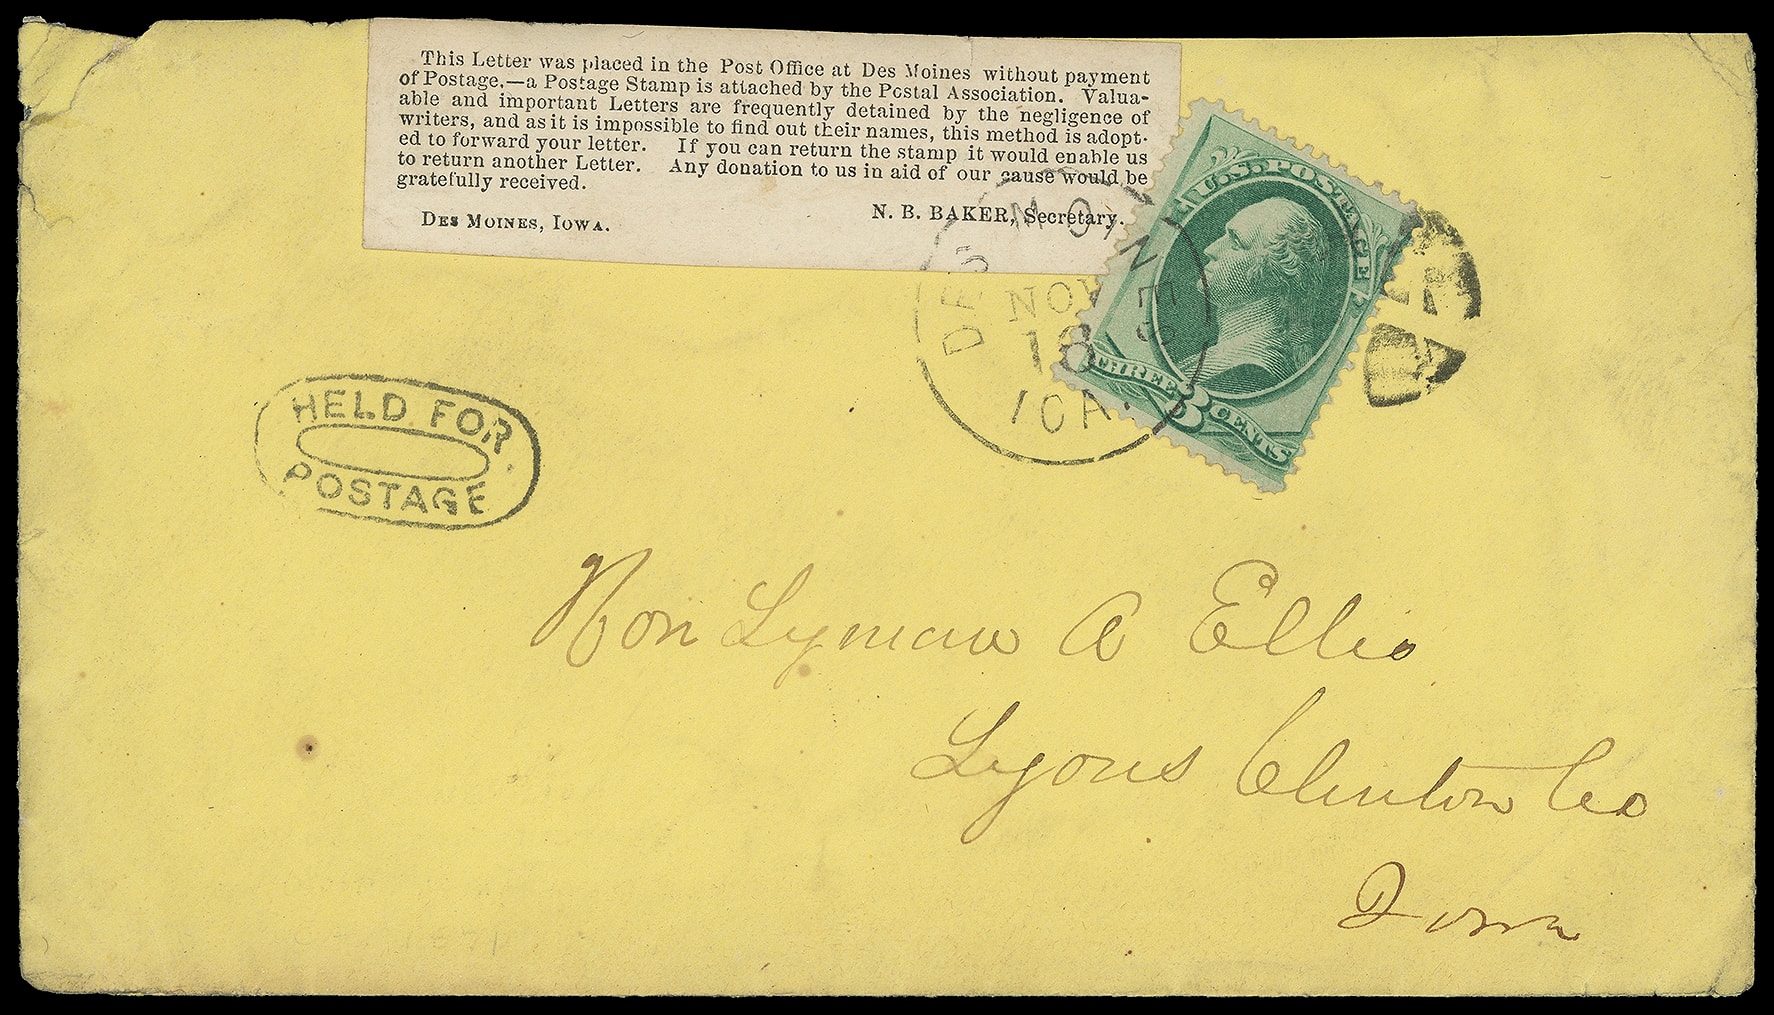 This Letter was placed in the Post Office at Des Moines without payment
of Postage.—a Postage Stamp is attached by the Postal Association. Valua-
able and important Letters are frequently detained by the negligence of
writers, and as it is impossible to find out their names, this method is adopt-
ed to forward your letter. If you can return the stamp it would enable us
to return another Letter. Any donation to us in aid of our cause would be
gratefully received.
N. B. BAKER, Secretary.
DES MOINES, IOWA.
U.S. POSTAGE
THREE 3 CENTS
DES MOINES
NOV
18
IOA.
HELD FOR
POSTAGE
Hon Lyman A Ellis
Lyons Clinton Co
Iowa